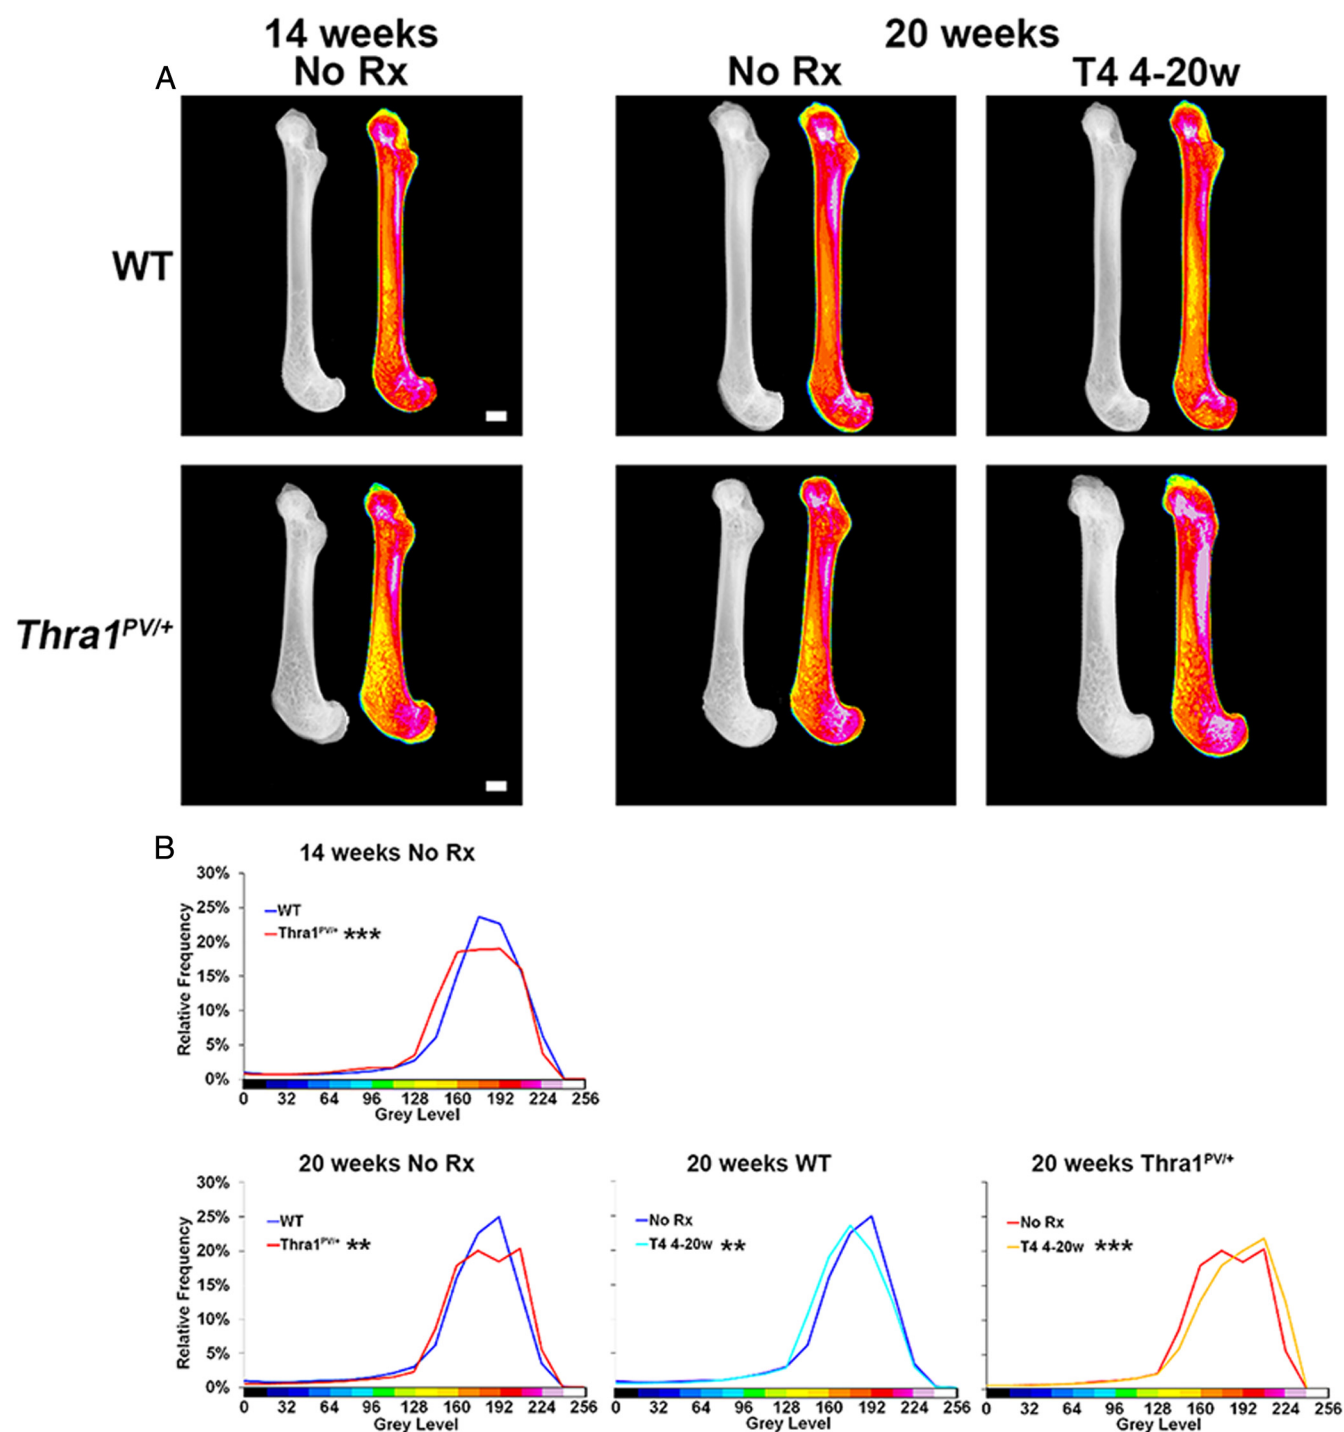 14 weeks
20 weeks
A
No Rx
No Rx
T4 4-20w
WT
Thra1PV/+
B
14 weeks No Rx
30%
25%
20%
15%
10%
5%
0%
Relative Frequency
WT
Thra1PV/+ ***
0 32 64 96 128 160 192 224 256
Grey Level
20 weeks No Rx
30%
25%
20%
15%
10%
5%
0%
Relative Frequency
WT
Thra1PV/+ **
0 32 64 96 128 160 192 224 256
Grey Level
20 weeks WT
No Rx
T4 4-20w **
0 32 64 96 128 160 192 224 256
Grey Level
20 weeks Thra1PV/+
No Rx
T4 4-20w ***
0 32 64 96 128 160 192 224 256
Grey Level